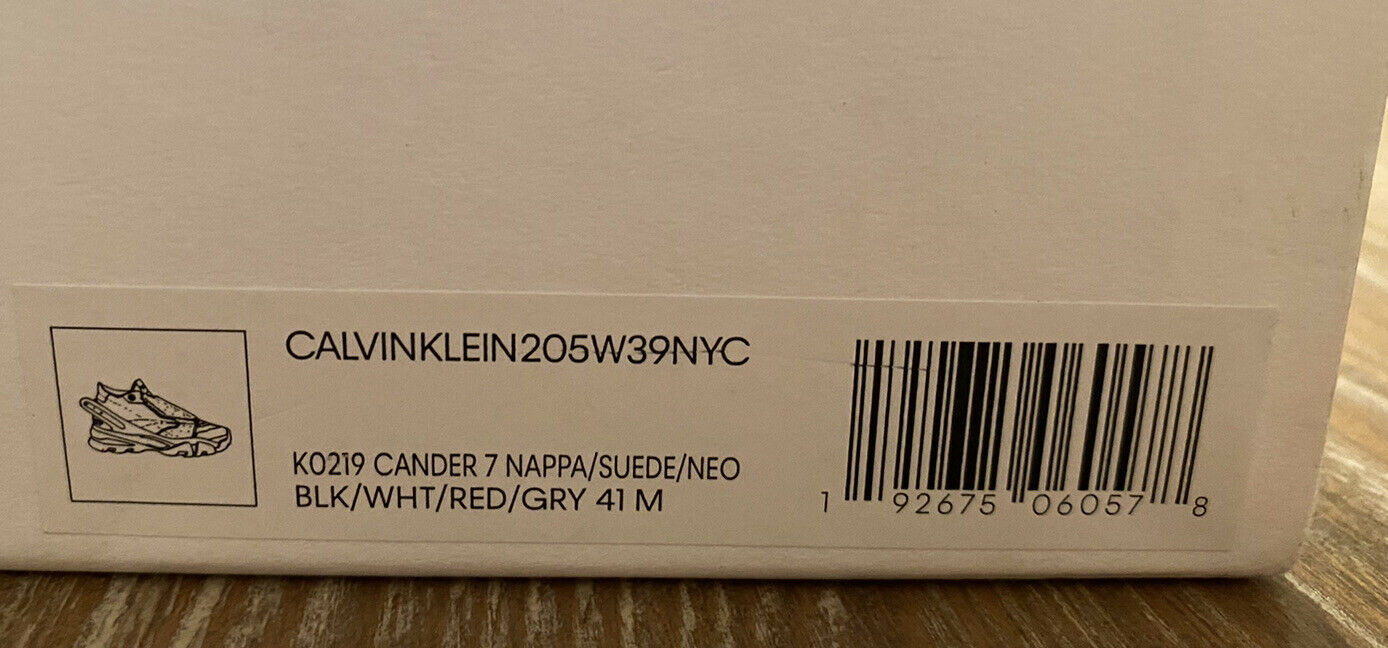 CALVINKLEIN205W39NYC
K0219 CANDER 7 NAPPA/SUEDE/NEO
BLK/WHT/RED/GRY 41 M
1 92675 06057 8